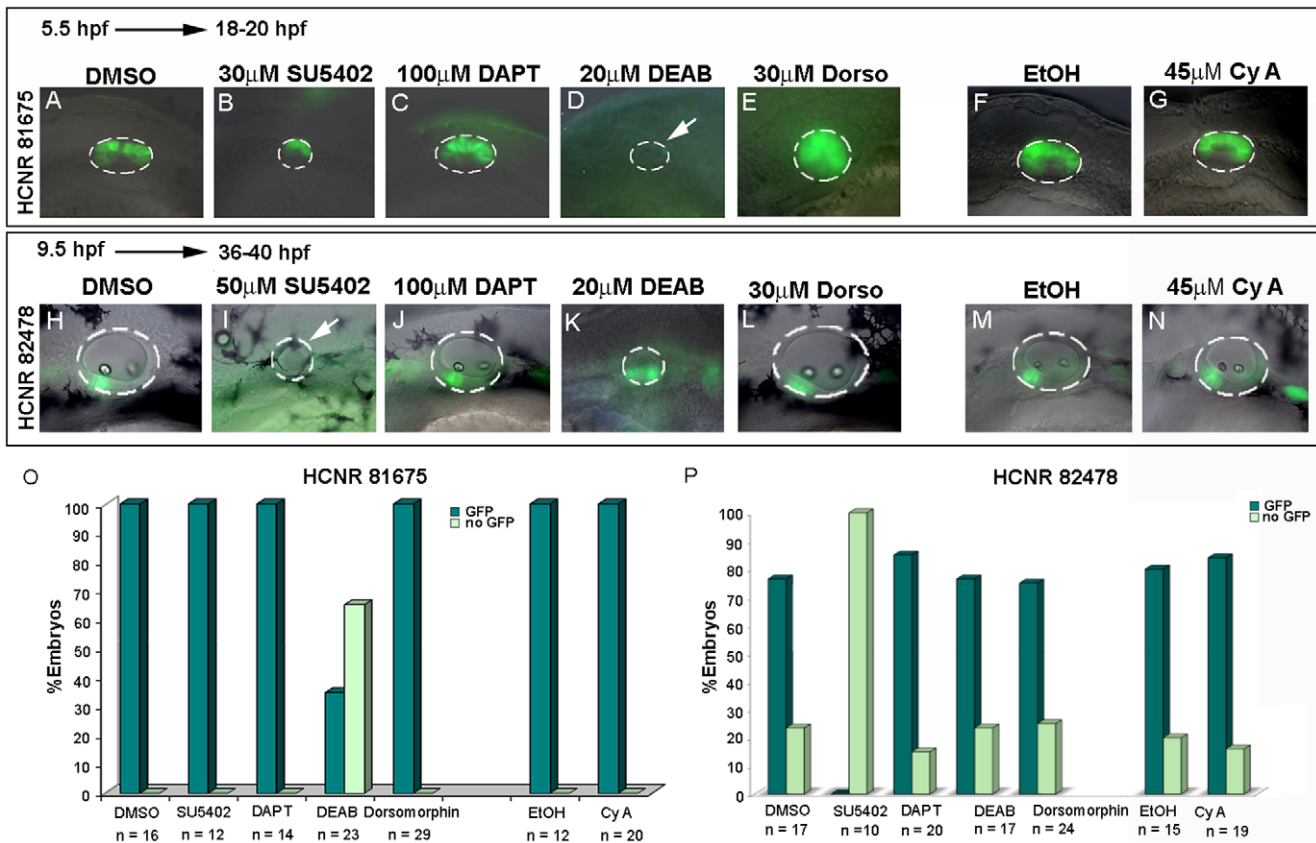 5.5 hpf 18-20 hpf
DMSO 30µM SU5402 100µM DAPT 20µM DEAB 30µM Dorso EtOH 45µM Cy A
HCNR 81675
A B C D E F G
9.5 hpf 36-40 hpf
DMSO 50µM SU5402 100µM DAPT 20µM DEAB 30µM Dorso EtOH 45µM Cy A
HCNR 82478
H I J K L M N
O HCNR 81675
GFP
no GFP
%Embryos
100
90
80
70
60
50
40
30
20
10
0
DMSO SU5402 DAPT DEAB Dorsomorphin EtOH Cy A
n = 16 n = 12 n = 14 n = 23 n = 29 n = 12 n = 20
P HCNR 82478
GFP
no GFP
%Embryos
100
90
80
70
60
50
40
30
20
10
0
DMSO SU5402 DAPT DEAB Dorsomorphin EtOH Cy A
n = 17 n =10 n = 20 n = 17 n = 24 n = 15 n = 19